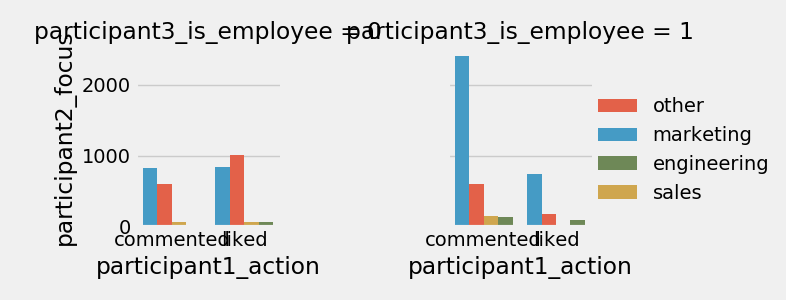 participant3_is_employee = 0
participant3_is_employee = 1
participant2_focus
2000
1000
0
commented
liked
commented
liked
participant1_action
participant1_action
other
marketing
engineering
sales